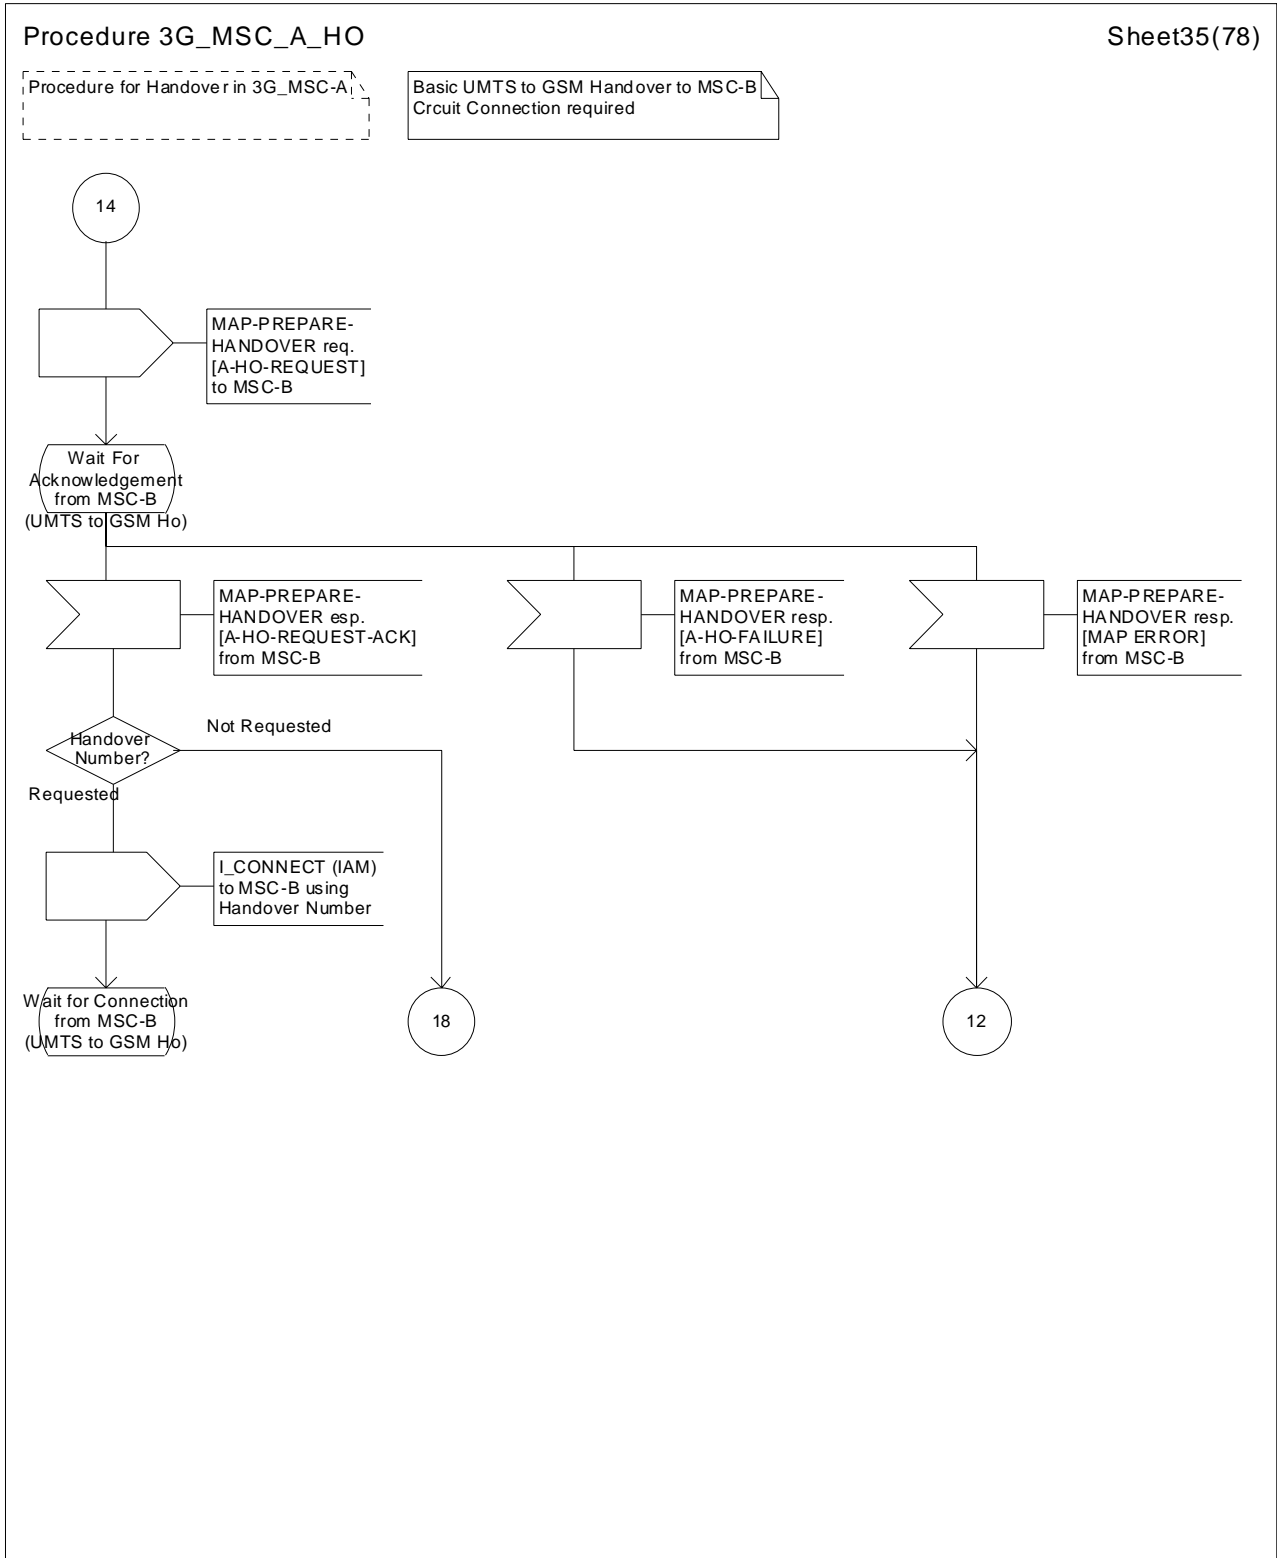 Procedure 3G_MSC_A_HO
Sheet35(78)
Procedure for Handover in 3G_MSC-A
Basic UMTS to GSM Handover to MSC-B
Crcuit Connection required
14
MAP-PREPARE-
HANDOVER req.
[A-HO-REQUEST]
to MSC-B
Wait For
Acknowledgement
from MSC-B
(UMTS to GSM Ho)
MAP-PREPARE-
HANDOVER esp.
[A-HO-REQUEST-ACK]
from MSC-B
MAP-PREPARE-
HANDOVER resp.
[A-HO-FAILURE]
from MSC-B
MAP-PREPARE-
HANDOVER resp.
[MAP ERROR]
from MSC-B
Handover
Number?
Not Requested
Requested
I_CONNECT (IAM)
to MSC-B using
Handover Number
Wait for Connection
from MSC-B
(UMTS to GSM Ho)
18
12